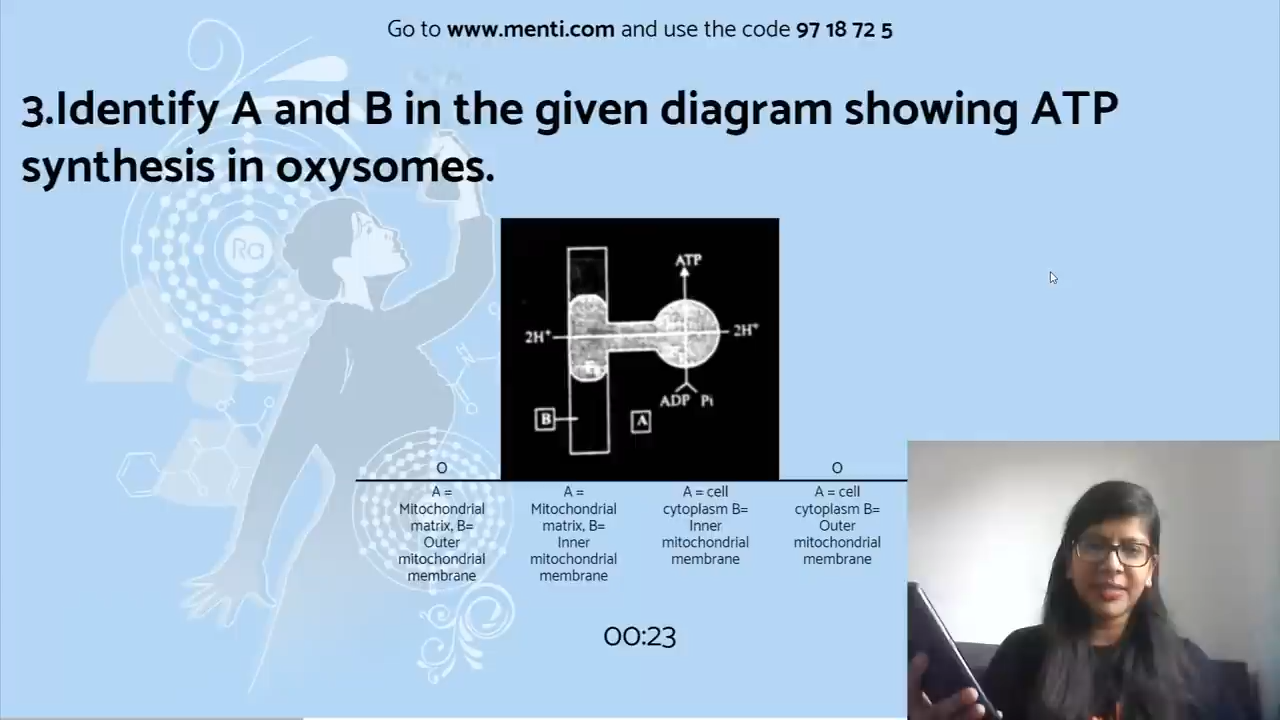 Go to www.menti.com and use the code 97 18 72 5
3.Identify A and B in the given diagram showing ATP
synthesis in oxysomes.
Ra
N
ATP
2H⁺
2H⁺
ADP Pi
B
A
0
0
A =
Mitochondrial
matrix, B=
Outer
mitochondrial
membrane
A =
Mitochondrial
matrix, B=
Inner
mitochondrial
membrane
A = cell
cytoplasm B=
Inner
mitochondrial
membrane
A = cell
cytoplasm B=
Outer
mitochondrial
membrane
00:23